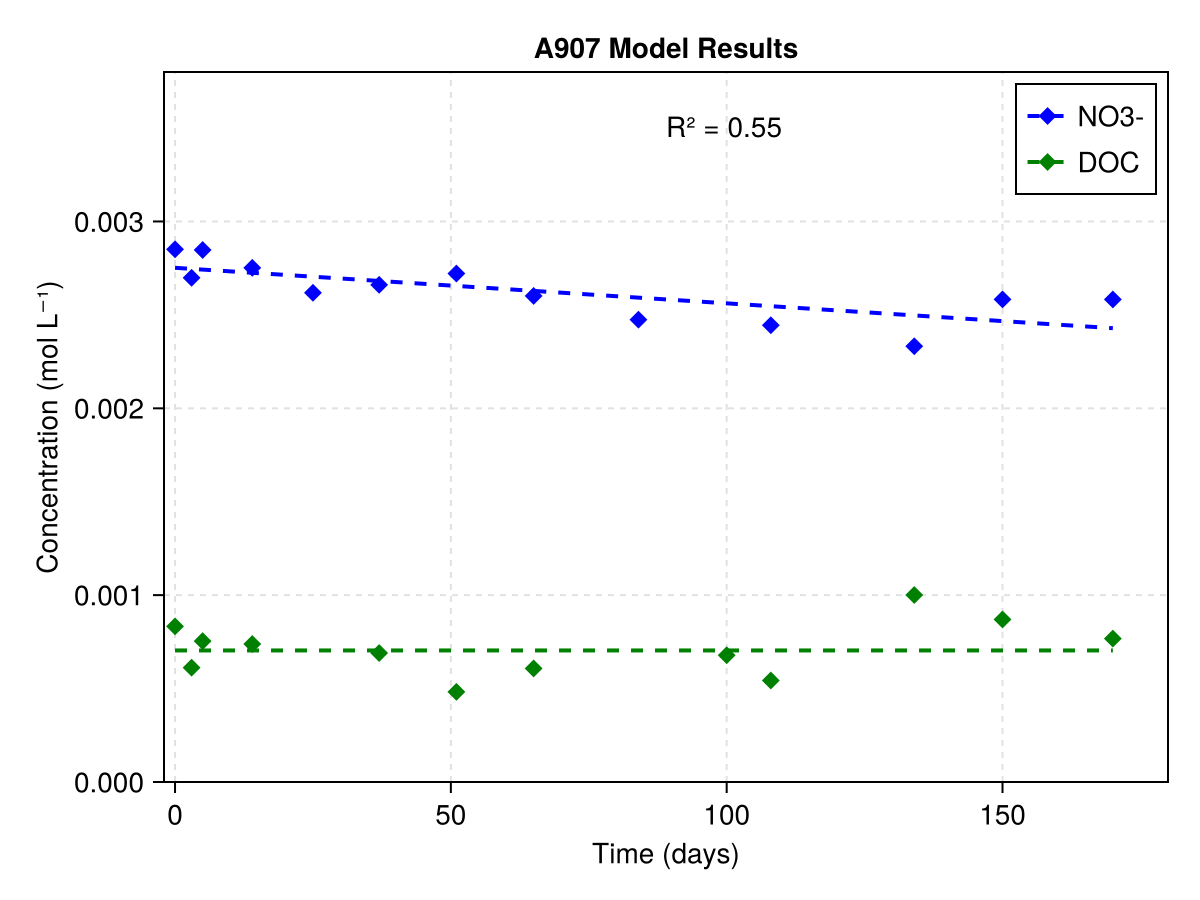 A907 Model Results
R² = 0.55
NO3-
DOC
Concentration (mol L⁻¹)
0.003
0.002
0.001
0.000
0 50 100 150
Time (days)